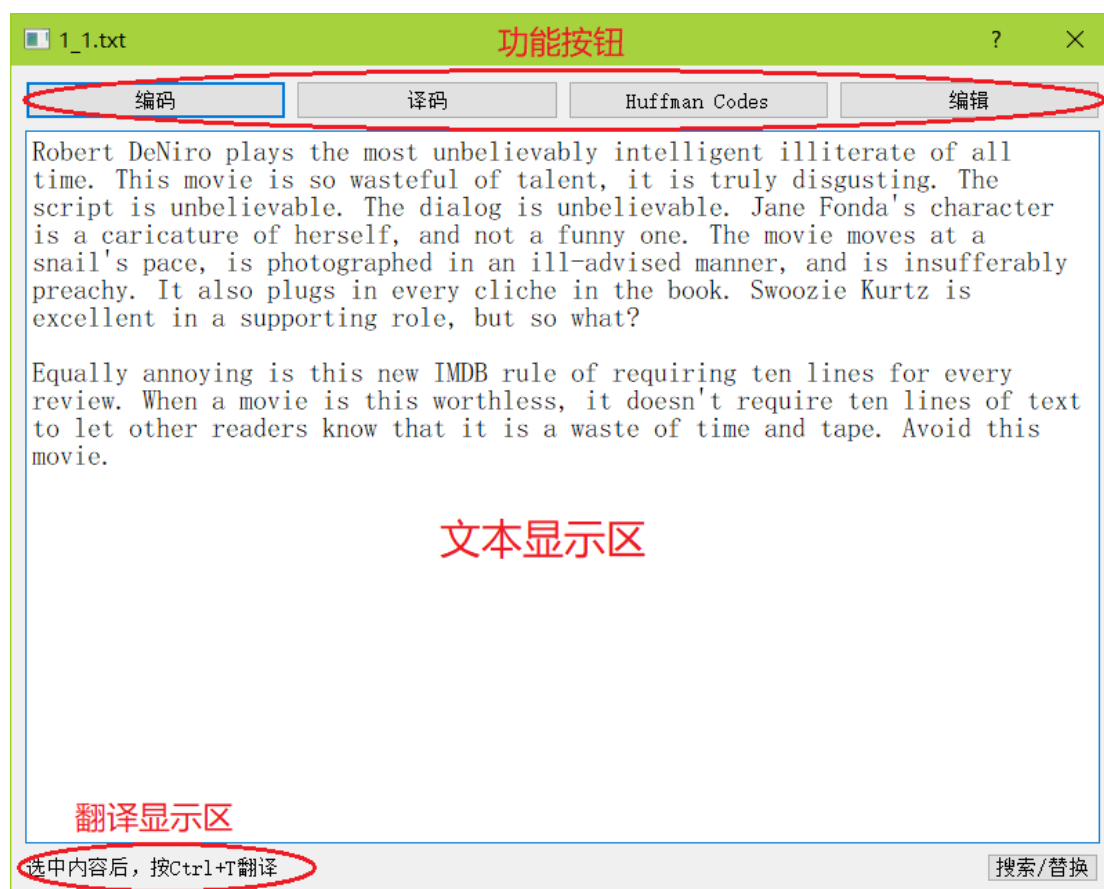 1_1.txt 功能按钮 ? ×
编码 译码 Huffman Codes 编辑
Robert DeNiro plays the most unbelievably intelligent illiterate of all
time. This movie is so wasteful of talent, it is truly disgusting. The
script is unbelievable. The dialog is unbelievable. Jane Fonda's character
is a caricature of herself, and not a funny one. The movie moves at a
snail's pace, is photographed in an ill-advised manner, and is insufferably
preachy. It also plugs in every cliche in the book. Swoozie Kurtz is
excellent in a supporting role, but so what?
Equally annoying is this new IMDB rule of requiring ten lines for every
review. When a movie is this worthless, it doesn't require ten lines of text
to let other readers know that it is a waste of time and tape. Avoid this
movie.
文本显示区
翻译显示区
选中内容后，按Ctrl+T翻译 搜索/替换